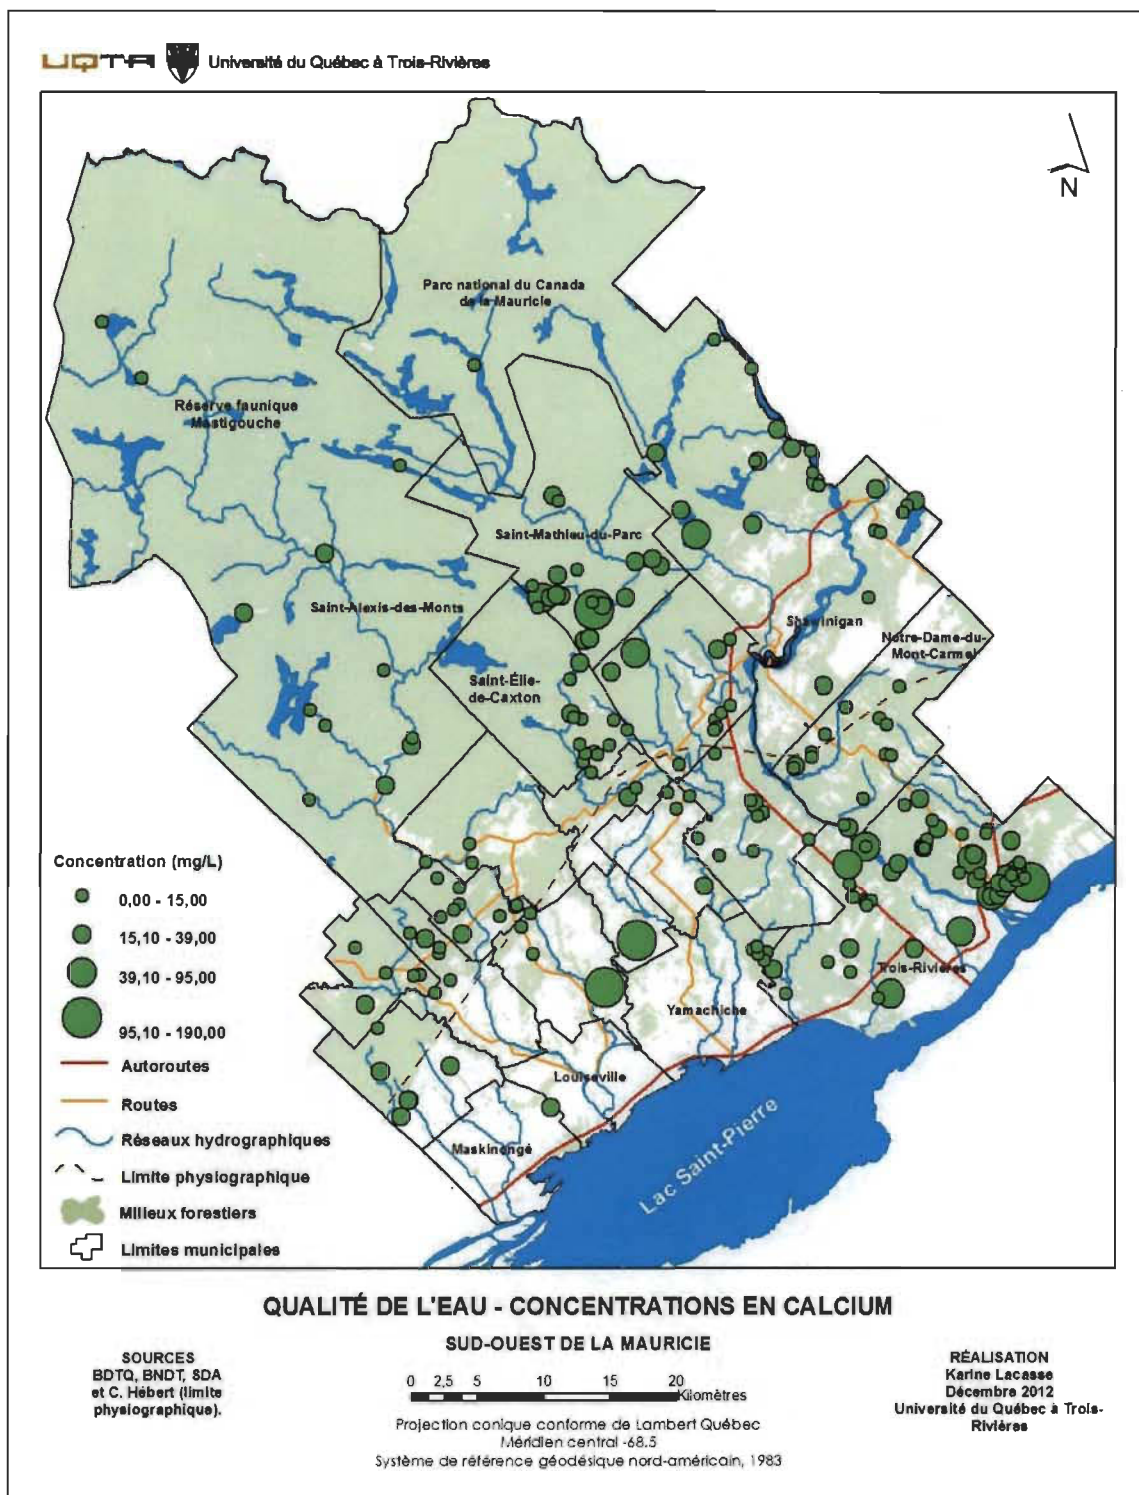 UQTR Université du Québec à Trois-Rivières
N
Parc national du Canada
de la Mauricie
Réserve faunique
Mastigouche
Saint-Mathieu-du-Parc
Saint-Alexis-des-Monts
Shawinigan
Notre-Dame-du-
Mont-Carmel
Saint-Élie-
de-Caxton
Trois-Rivières
Yamachiche
Louiseville
Maskinongé
Lac Saint-Pierre
Concentration (mg/L)
0,00 - 15,00
15,10 - 39,00
39,10 - 95,00
95,10 - 190,00
Autoroutes
Routes
Réseaux hydrographiques
Limite physiographique
Milieux forestiers
Limites municipales
QUALITÉ DE L'EAU - CONCENTRATIONS EN CALCIUM
SUD-OUEST DE LA MAURICIE
SOURCES
BDTQ, BNDT, SDA
et C. Hébert (limite
physiographique).
0 2,5 5 10 15 20
Kilomètres
Projection conique conforme de Lambert Québec
Méridien central -68.5
Système de référence géodésique nord-américain, 1983
RÉALISATION
Karine Lacasse
Décembre 2012
Université du Québec à Trois-
Rivières